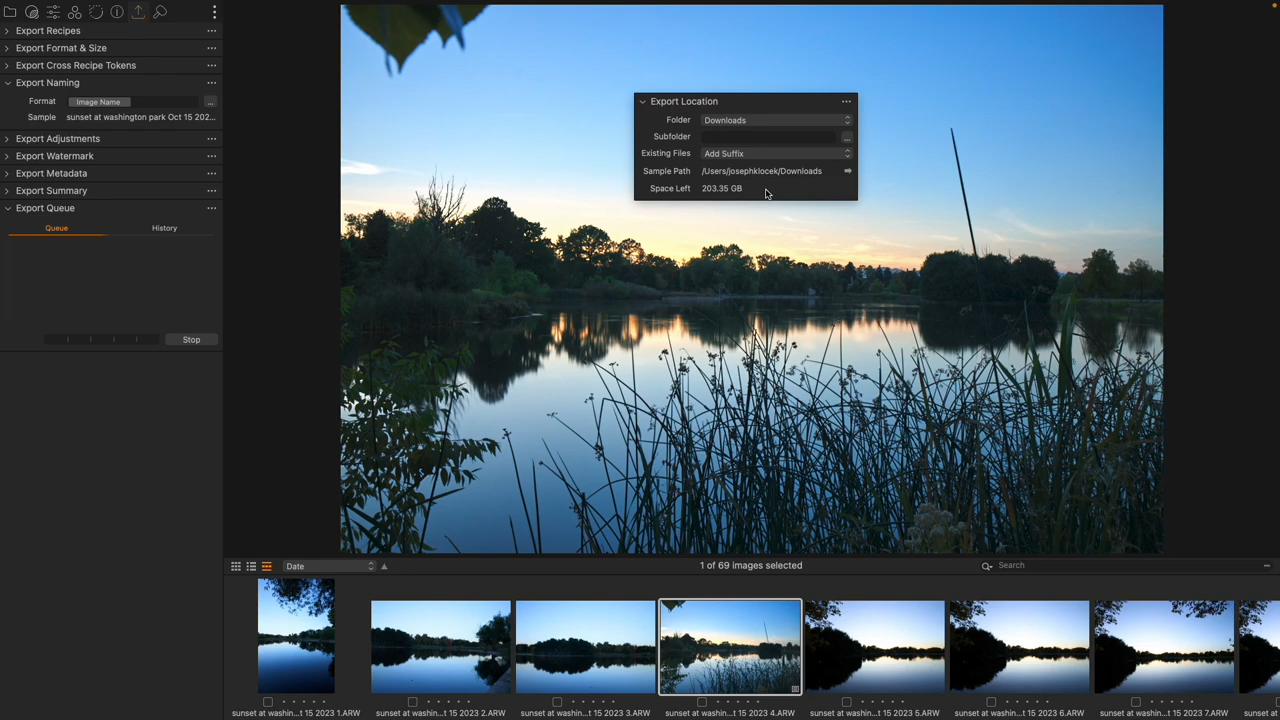 Export Recipes
Export Format & Size
Export Cross Recipe Tokens
Export Naming
Format Image Name ...
Sample sunset at washington park Oct 15 202...
Export Adjustments
Export Watermark
Export Metadata
Export Summary
Export Queue
Queue History
Stop
Export Location
Folder Downloads
Subfolder ...
Existing Files Add Suffix
Sample Path /Users/josephklocek/Downloads
Space Left 203.35 GB
Date 1 of 69 images selected Search
sunset at washin...t 15 2023 1.ARW
sunset at washin...t 15 2023 2.ARW
sunset at washin...t 15 2023 3.ARW
sunset at washin...t 15 2023 4.ARW
sunset at washin...t 15 2023 5.ARW
sunset at washin...t 15 2023 6.ARW
sunset at washin...t 15 2023 7.ARW
sunset at